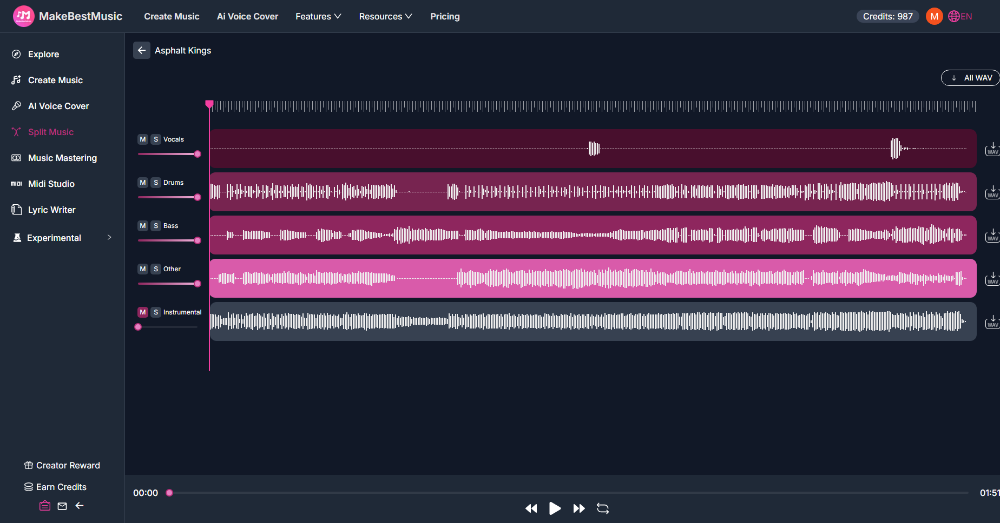 MakeBestMusic
Create Music
Ai Voice Cover
Features
Resources
Pricing
Credits: 987
M
EN
Explore
Create Music
AI Voice Cover
Split Music
Music Mastering
MIDI Midi Studio
Lyric Writer
Experimental
Creator Reward
Earn Credits
Asphalt Kings
All WAV
M S Vocals
WAV
M S Drums
WAV
M S Bass
WAV
M S Other
WAV
M S Instrumental
WAV
00:00
01:51